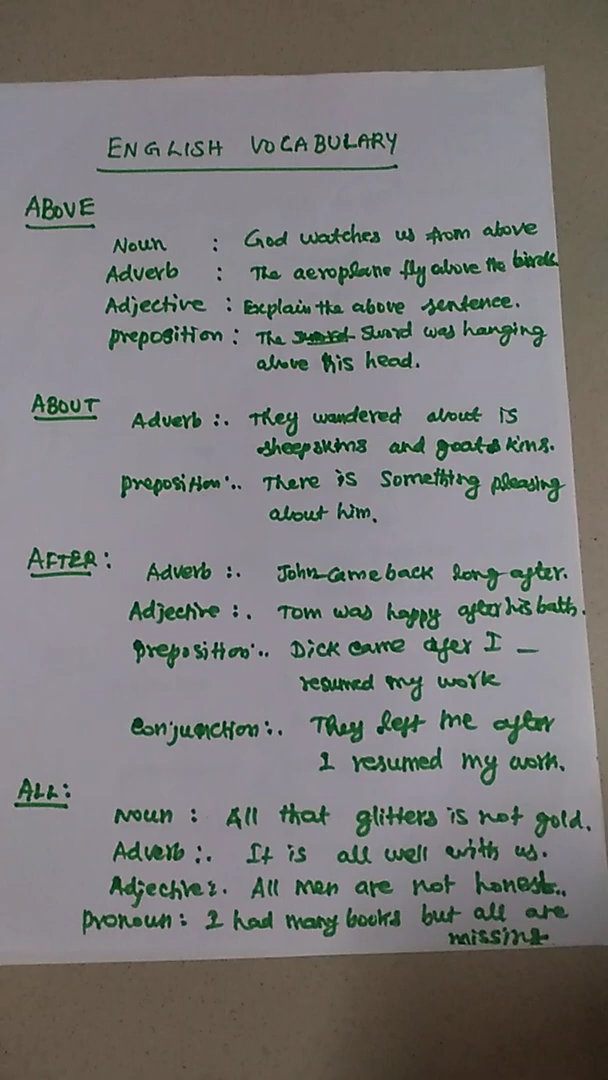 ENGLISH VOCABULARY
ABOVE
Noun : God watches us from above
Adverb : The aeroplane fly above the birds.
Adjective : Explain the above sentence.
preposition : The Sword was hanging
above his head.
ABOUT
Adverb :. They wandered about is
sheepskins and goatskins.
preposition :. There is something pleasing
about him.
AFTER :
Adverb :. John came back long after.
Adjective :. Tom was happy after his bath.
preposition :. Dick came afer I —
resumed my work
Conjunction :. They left me after
I resumed my work.
ALL :
Noun : All that glitters is not gold.
Adverb :. It is all well with us.
Adjective :. All men are not honest..
pronoun : I had many books but all are
missing